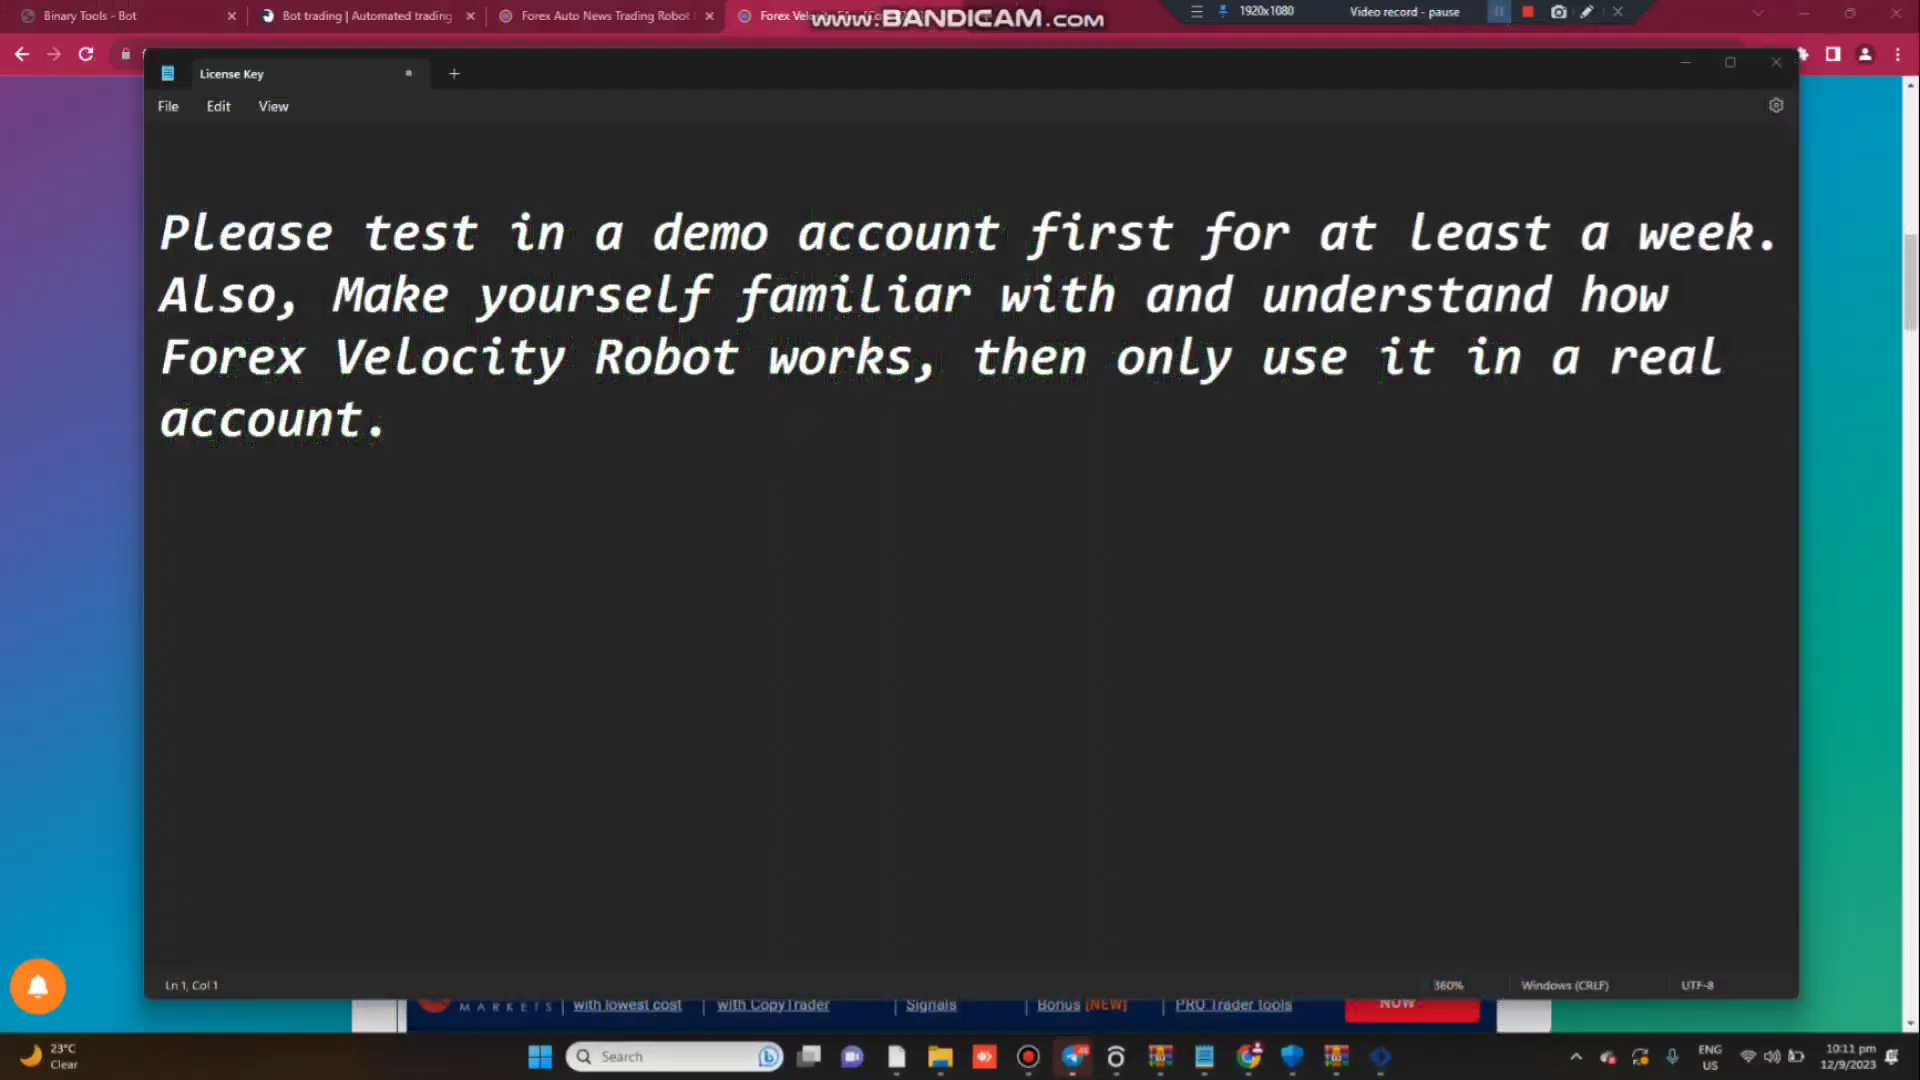 Binary Tools - Bot
Bot trading | Automated trading
Forex Auto News Trading Robot
www.BANDICAM.COM
1920x1080
Video record - pause
License Key
File Edit View
Please test in a demo account first for at least a week.
Also, Make yourself familiar with and understand how
Forex Velocity Robot works, then only use it in a real
account.
Ln 1, Col 1
360%
Windows (CRLF)
UTF-8
MARKETS
with lowest cost
with CopyTrader
Signals
Bonus (NEW)
PRO Trader tools
NOW
23°C
Clear
Search
ENG
US
10:11 pm
12/9/2023